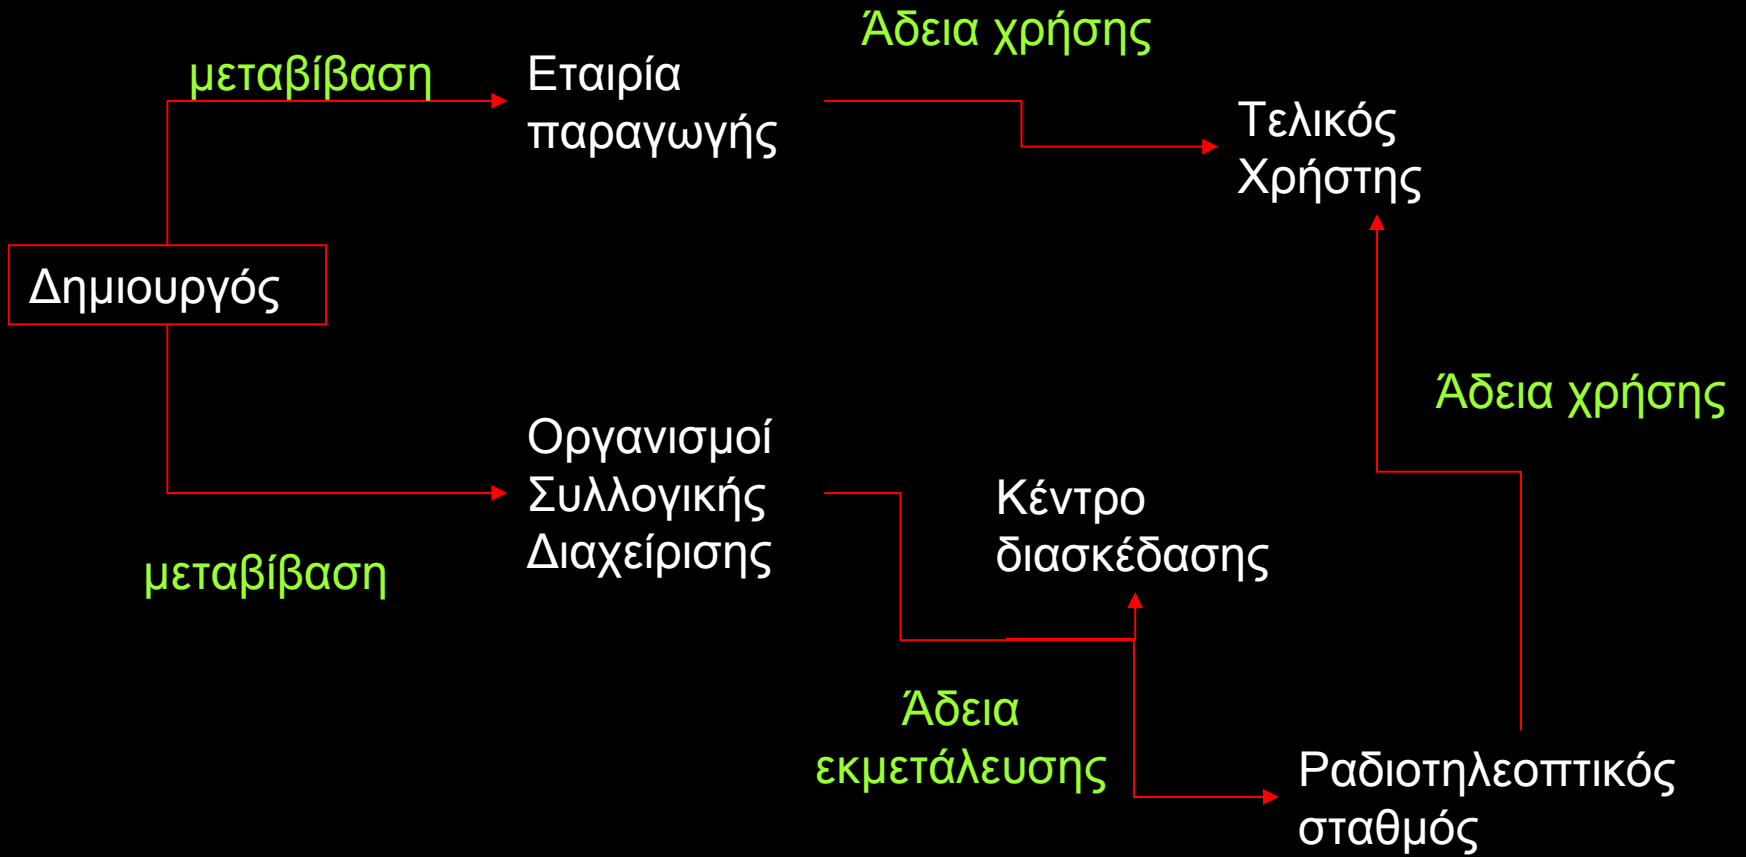 Άδεια χρήσης
μεταβίβαση
Εταιρία
παραγωγής
Τελικός
Χρήστης
Δημιουργός
Άδεια χρήσης
Οργανισμοί
Συλλογικής
Διαχείρισης
Κέντρο
διασκέδασης
μεταβίβαση
Άδεια
εκμετάλευσης
Ραδιοτηλεοπτικός
σταθμός